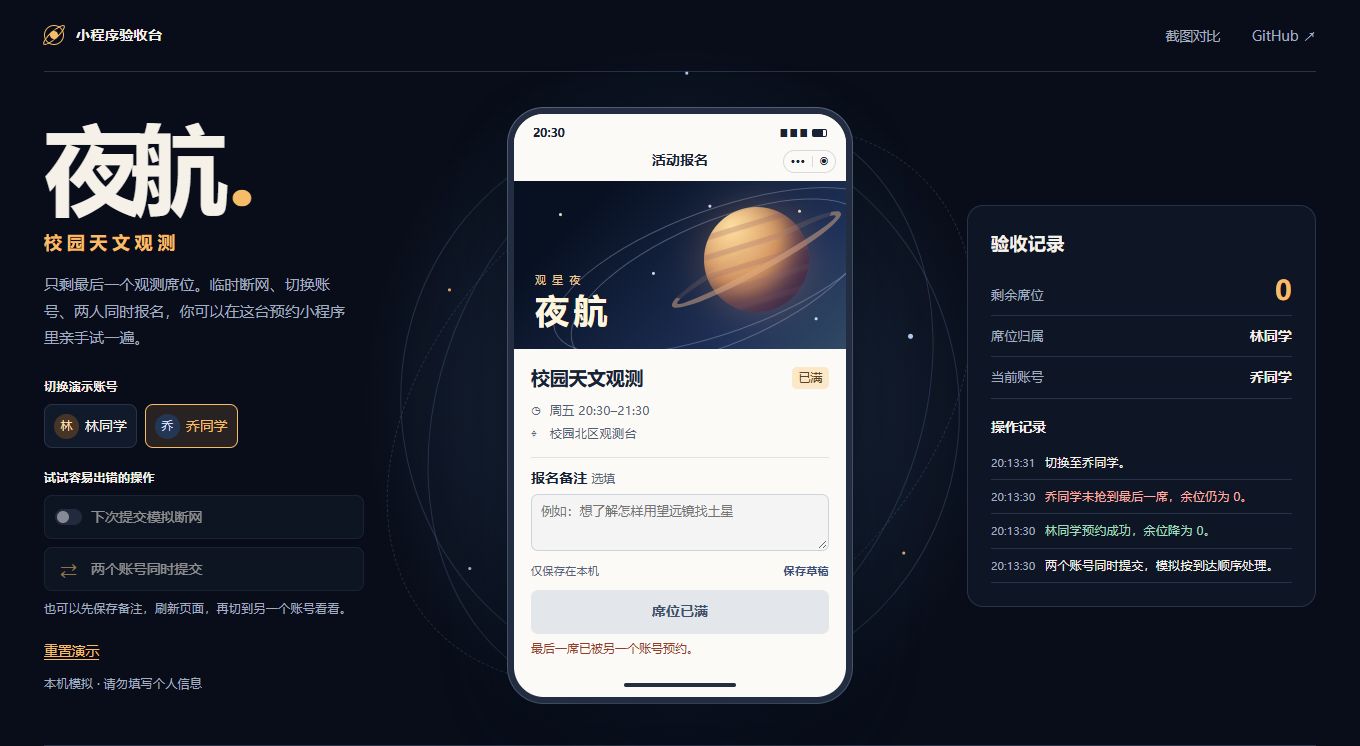 小程序验收台
截图对比
GitHub ↗
夜航.
校园天文观测
只剩最后一个观测席位。临时断网、切换账
号、两人同时报名，你可以在这台预约小程序
里亲手试一遍。
切换演示账号
林 林同学
乔 乔同学
试试容易出错的操作
下次提交模拟断网
两个账号同时提交
也可以先保存备注，刷新页面，再切到另一个账号看看。
重置演示
本机模拟 · 请勿填写个人信息
20:30
活动报名
观星夜
夜航
校园天文观测
已满
周五 20:30–21:30
校园北区观测台
报名备注 选填
例如：想了解怎样用望远镜找土星
仅保存在本机
保存草稿
席位已满
最后一席已被另一个账号预约。
验收记录
剩余席位
0
席位归属
林同学
当前账号
乔同学
操作记录
20:13:31 切换至乔同学。
20:13:30 乔同学未抢到最后一席，余位仍为 0。
20:13:30 林同学预约成功，余位降为 0。
20:13:30 两个账号同时提交，模拟按到达顺序处理。